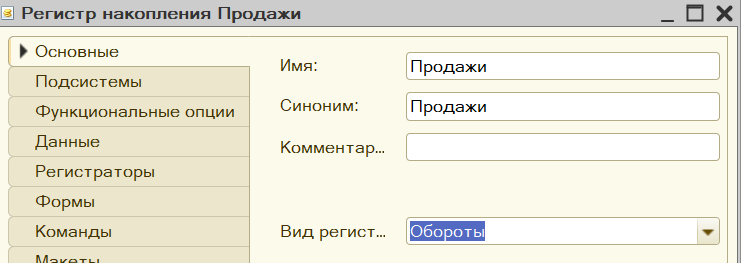 Регистр накопления Продажи
Основные
Подсистемы
Функциональные опции
Данные
Регистраторы
Формы
Команды
Макеты
Имя: Продажи
Синоним: Продажи
Комментар...
Вид регист... Обороты